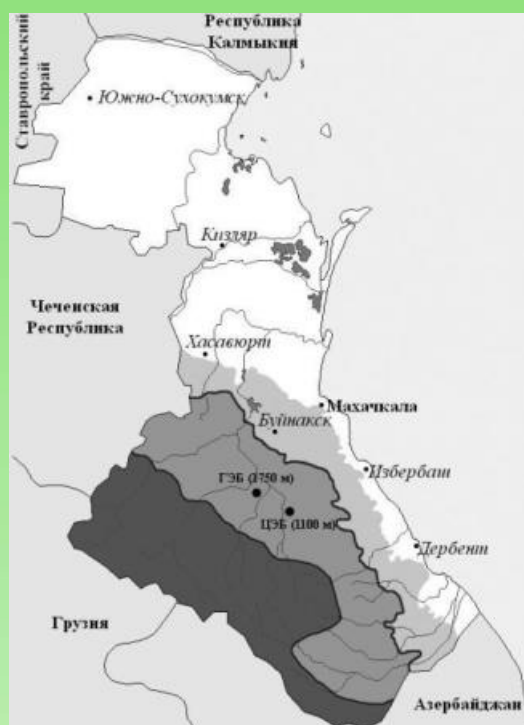 Республика
Калмыкия
Ставропольский
край
Южно-Сухокумск
Кизляр
Чеченская
Республика
Хасавюрт
Махачкала
Буйнакск
Избербаш
ГЭБ (1750 м)
ЦЭБ (1100 м)
Дербент
Грузия
Азербайджан